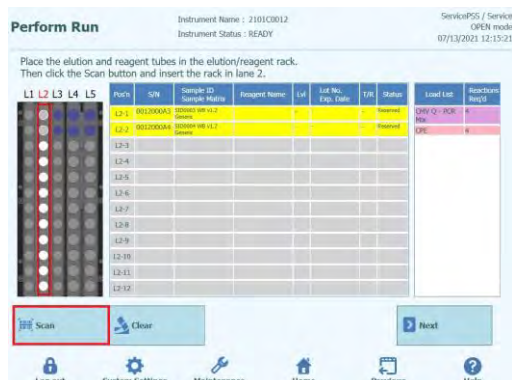 Perform Run
Instrument Name : 2101C0012
Instrument Status : READY
ServicePSS / Service
OPEN mode
07/13/2021 12:15:21
Place the elution and reagent tubes in the elution/reagent rack.
Then click the Scan button and insert the rack in lane 2.
L1 L2 L3 L4 L5
Pos'n S/N Sample ID Sample Matrix Reagent Name Lvl Lot No. Exp. Date T/R Status
L2-1 0012000A3 Generic - - Reserved
L2-2 0012000A4 Generic Reserved
L2-3
L2-4
L2-5
L2-6
L2-7
L2-8
L2-9
L2-10
L2-11
L2-12
Load List Reactions Req'd
CMV Q - PCR Mix 4
CPE 4
Scan
Clear
Next
Log out System Settings Maintenance Home Previous Help